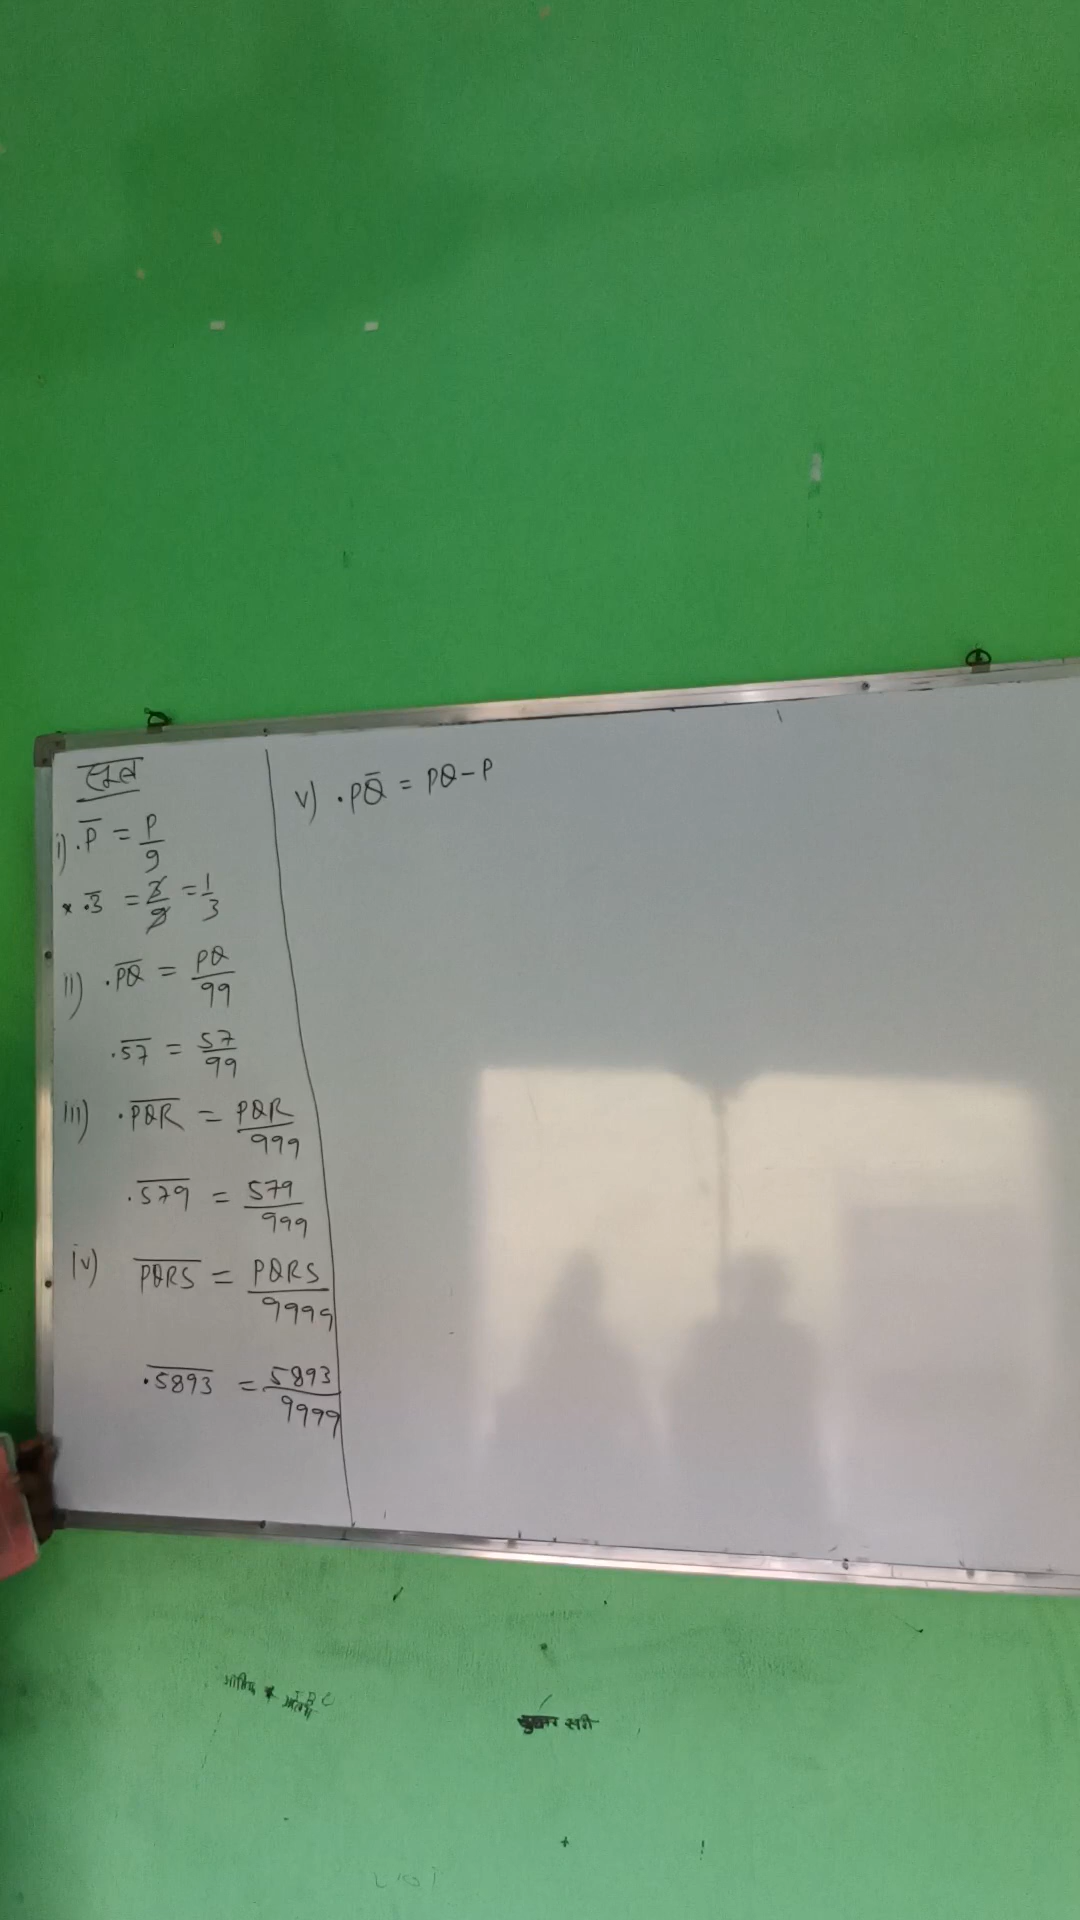 सूत्र
i) .P̅ = P/9
* .3̅ = 3/9 = 1/3
ii) .P̅Q̅ = PQ/99
.5̅7̅ = 57/99
iii) .P̅Q̅R̅ = PQR/999
.5̅7̅9̅ = 579/999
iv) P̅Q̅R̅S̅ = PQRS/9999
.5̅8̅9̅3̅ = 5893/9999
v) .PQ̅ = PQ-P